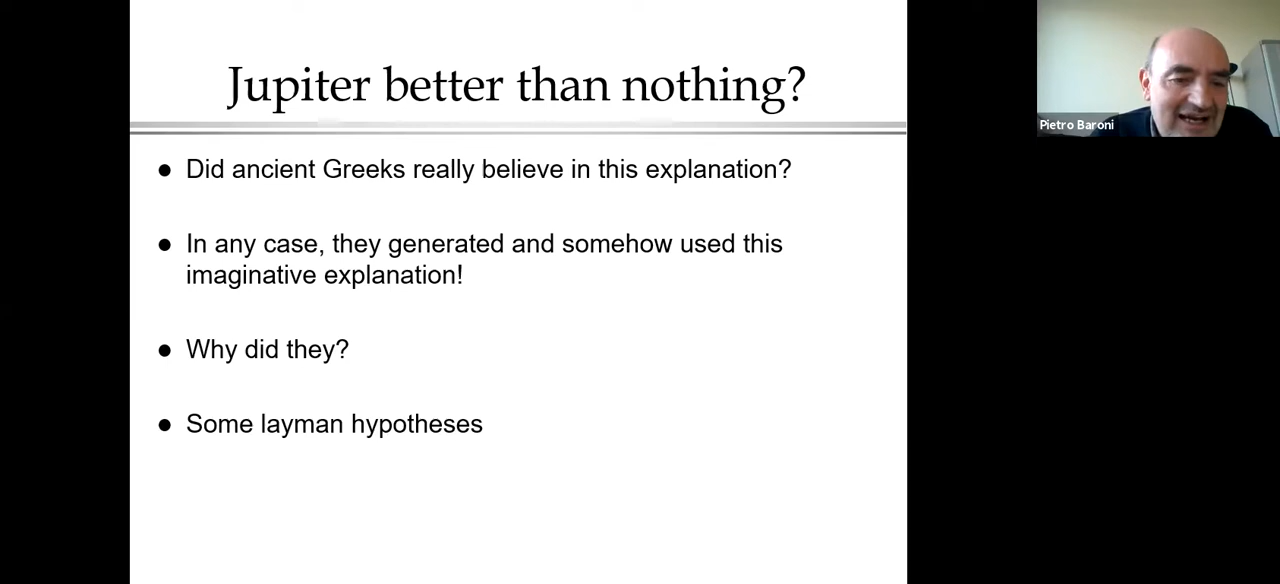 Jupiter better than nothing?
● Did ancient Greeks really believe in this explanation?
● In any case, they generated and somehow used this
imaginative explanation!
● Why did they?
● Some layman hypotheses
Pietro Baroni